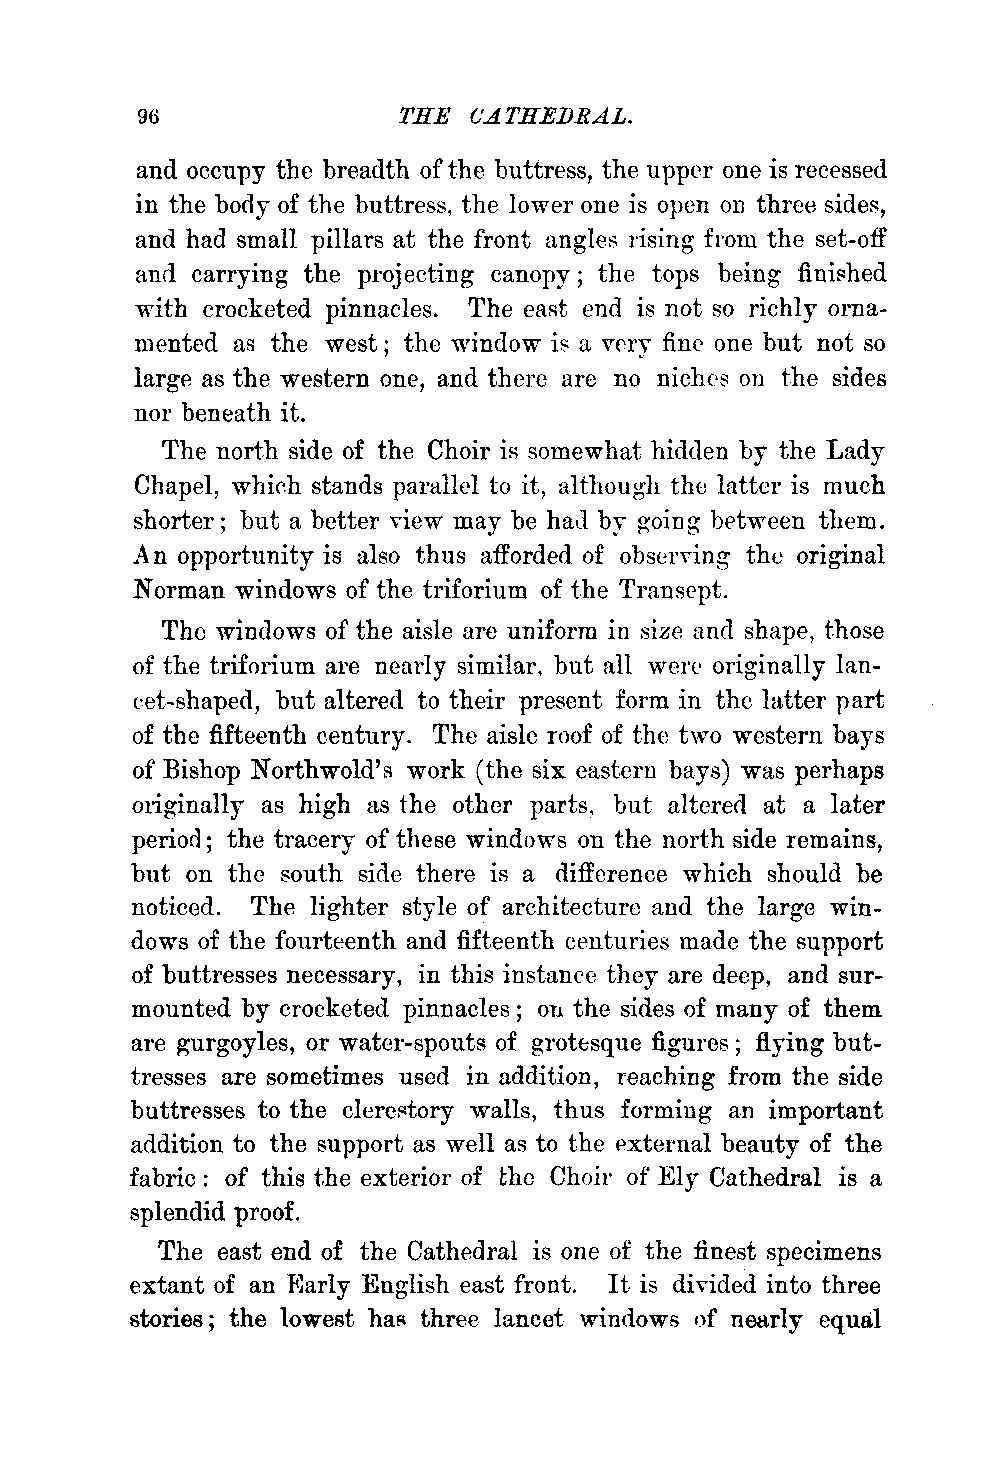 96 THE CATHEDRAL.
and occupy the breadth of the buttress, the upper one is recessed
in the body of the buttress, the lower one is open on three sides,
and had small pillars at the front angles rising from the set-off
and carrying the projecting canopy; the tops being finished
with crocketed pinnacles. The east end is not so richly orna-
mented as the west; the window is a very fine one but not so
large as the western one, and there are no niches on the sides
nor beneath it.
The north side of the Choir is somewhat hidden by the Lady
Chapel, which stands parallel to it, although the latter is much
shorter; but a better view may be had by going between them.
An opportunity is also thus afforded of observing the original
Norman windows of the triforium of the Transept.
The windows of the aisle are uniform in size and shape, those
of the triforium are nearly similar, but all were originally lan-
cet-shaped, but altered to their present form in the latter part
of the fifteenth century. The aisle roof of the two western bays
of Bishop Northwold's work (the six eastern bays) was perhaps
originally as high as the other parts, but altered at a later
period; the tracery of these windows on the north side remains,
but on the south side there is a difference which should be
noticed. The lighter style of architecture and the large win-
dows of the fourteenth and fifteenth centuries made the support
of buttresses necessary, in this instance they are deep, and sur-
mounted by crocketed pinnacles; on the sides of many of them
are gurgoyles, or water-spouts of grotesque figures; flying but-
tresses are sometimes used in addition, reaching from the side
buttresses to the clerestory walls, thus forming an important
addition to the support as well as to the external beauty of the
fabric: of this the exterior of the Choir of Ely Cathedral is a
splendid proof.
The east end of the Cathedral is one of the finest specimens
extant of an Early English east front. It is divided into three
stories; the lowest has three lancet windows of nearly equal